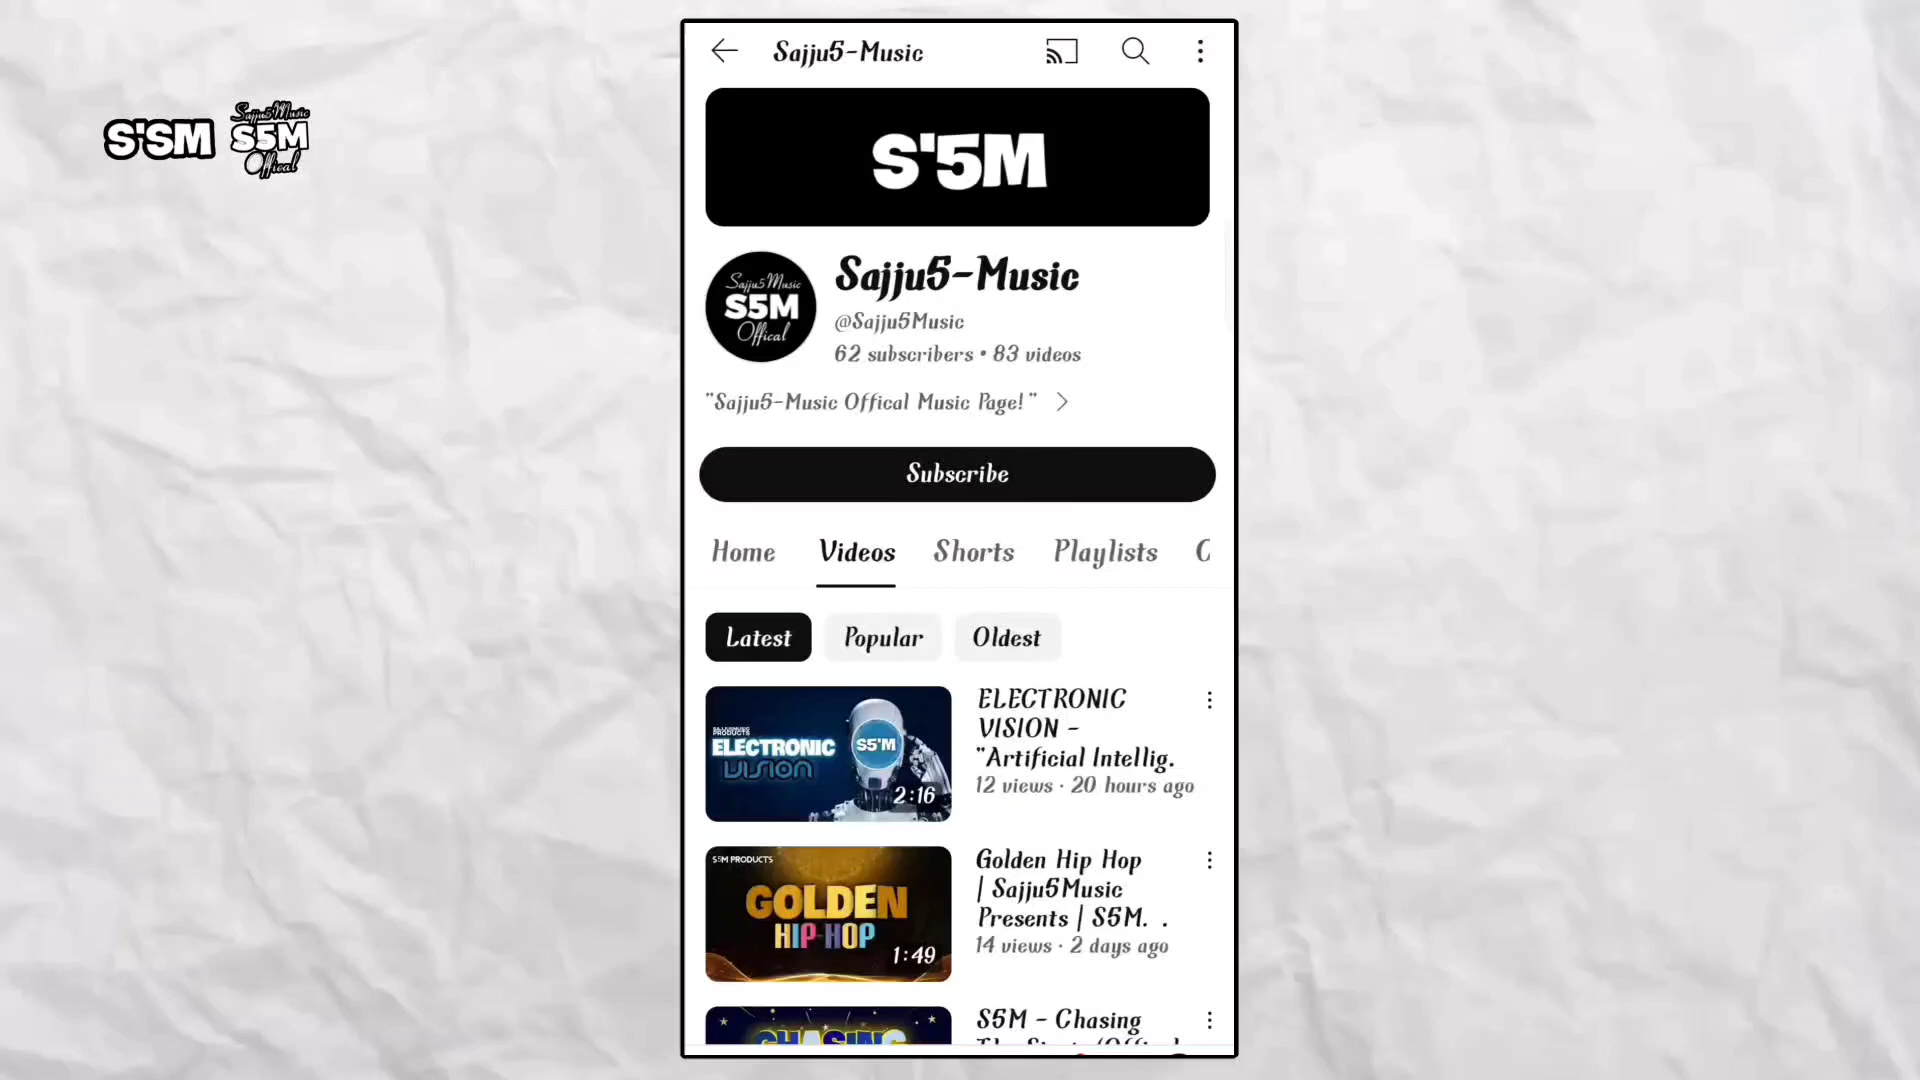 Sajju5-Music
S'5M
S'SM
Sajju5Music
S5M
Offical
Sajju5Music
S5M
Offical
Sajju5-Music
@Sajju5Music
62 subscribers • 83 videos
"Sajju5-Music Offical Music Page! "
Subscribe
Home Videos Shorts Playlists
Latest Popular Oldest
SAJJU5MUSIC
PRODUCTS
ELECTRONIC
VISION
S5'M
2:16
ELECTRONIC
VISION -
"Artificial Intellig.
12 views · 20 hours ago
S5M PRODUCTS
GOLDEN
HIP-HOP
1:49
Golden Hip Hop
| Sajju5Music
Presents | S5M. .
14 views · 2 days ago
CHASING
S5M - Chasing